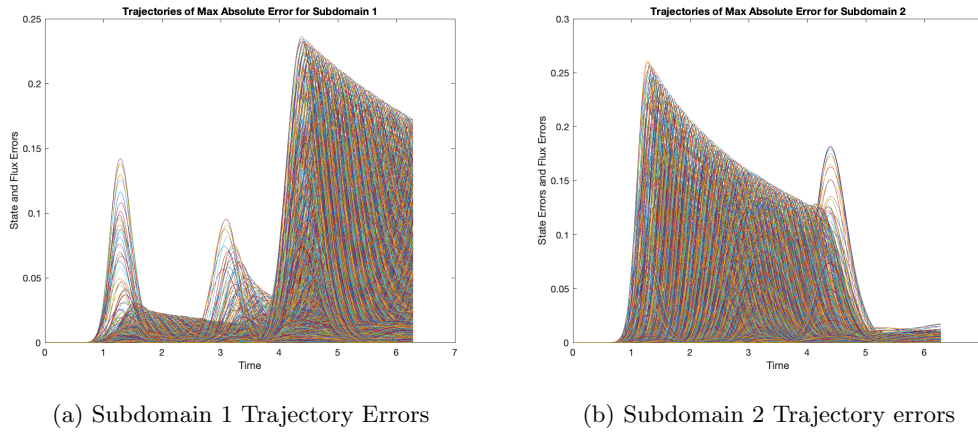 Trajectories of Max Absolute Error for Subdomain 1
0.25
0.2
0.15
0.1
0.05
0
State and Flux Errors
0 1 2 3 4 5 6 7
Time
(a) Subdomain 1 Trajectory Errors
Trajectories of Max Absolute Error for Subdomain 2
0.3
0.25
0.2
0.15
0.1
0.05
0
State Errors and Flux Errors
0 1 2 3 4 5 6
Time
(b) Subdomain 2 Trajectory errors